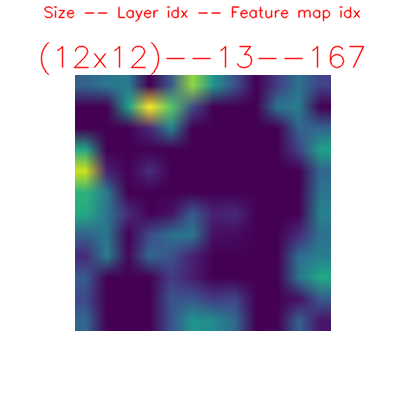 Size -- Layer idx -- Feature map idx
(12x12)--13--167